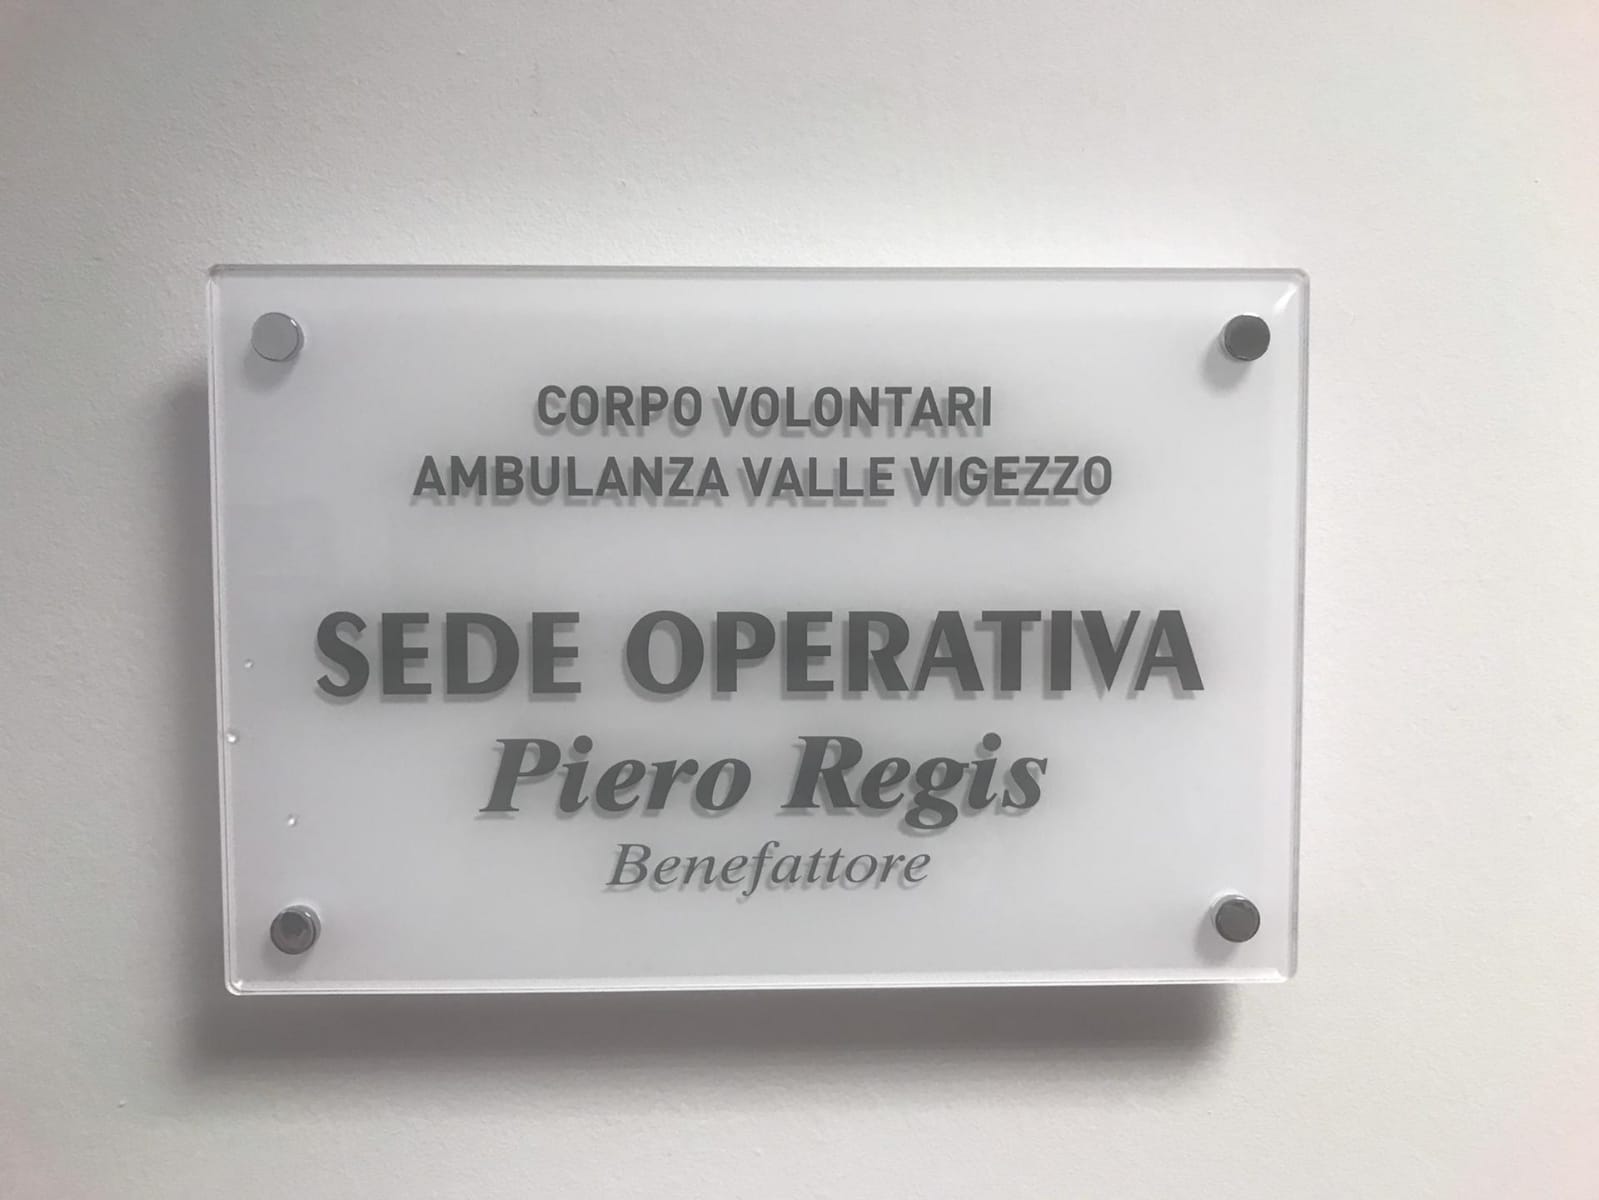 CORPO VOLONTARI
AMBULANZA VALLE VIGEZZO
SEDE OPERATIVA
Piero Regis
Benefattore